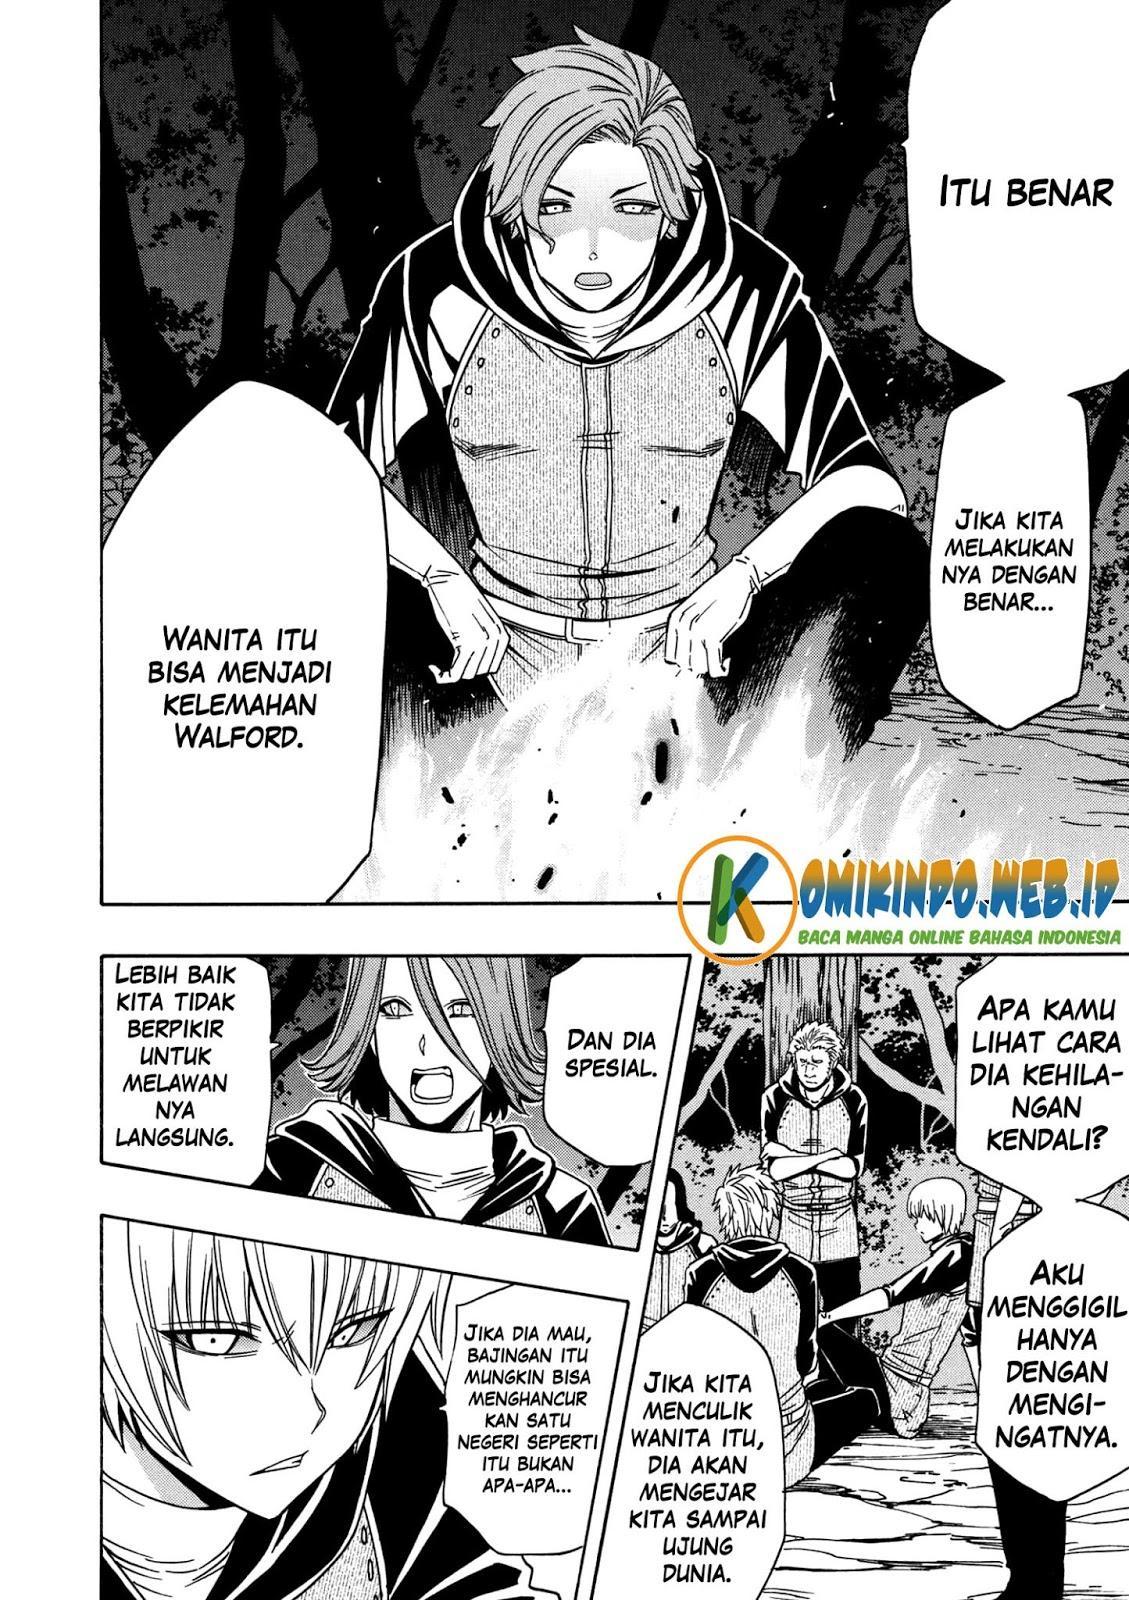 ITU BENAR
JIKA KITA
MELAKUKAN
NYA DENGAN
BENAR...
WANITA ITU
BISA MENJADI
KELEMAHAN
WALFORD.
KOMIKINDO.WEB.ID
BACA MANGA ONLINE BAHASA INDONESIA
APA KAMU
LIHAT CARA
DIA KEHILA-
NGAN
KENDALI?
AKU
MENGGIGIL
HANYA
DENGAN
MENGI-
NGATNYA.
JIKA KITA
MENCULIK
WANITA ITU,
DIA AKAN
MENGEJAR
KITA SAMPAI
UJUNG
DUNIA.
DAN DIA
SPESIAL.
LEBIH BAIK
KITA TIDAK
BERPIKIR
UNTUK
MELAWAN
NYA
LANGSUNG.
JIKA DIA MAU,
BAJINGAN ITU
MUNGKIN BISA
MENGHANCUR
KAN SATU
NEGERI SEPERTI
ITU BUKAN
APA-APA...